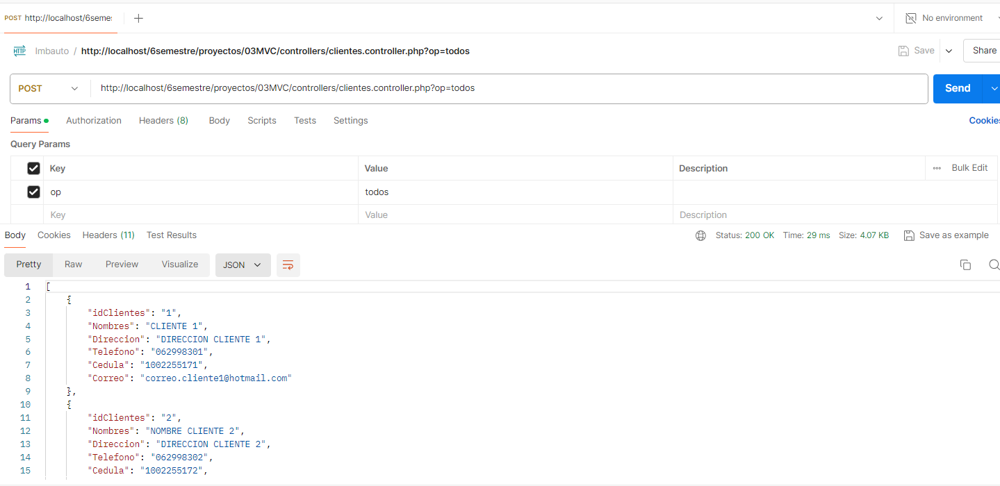 POST http://localhost/6semes
No environment
HTTP Imbauto / http://localhost/6semestre/proyectos/03MVC/controllers/clientes.controller.php?op=todos
Save Share
POST http://localhost/6semestre/proyectos/03MVC/controllers/clientes.controller.php?op=todos Send
Params Authorization Headers (8) Body Scripts Tests Settings Cookies
Query Params
Key Value Description Bulk Edit
op todos
Key Value Description
Body Cookies Headers (11) Test Results Status: 200 OK Time: 29 ms Size: 4.07 KB Save as example
Pretty Raw Preview Visualize JSON
1 [
2 {
3 "idClientes": "1",
4 "Nombres": "CLIENTE 1",
5 "Direccion": "DIRECCION CLIENTE 1",
6 "Telefono": "062998301",
7 "Cedula": "1002255171",
8 "Correo": "correo.cliente1@hotmail.com"
9 },
10 {
11 "idClientes": "2",
12 "Nombres": "NOMBRE CLIENTE 2",
13 "Direccion": "DIRECCION CLIENTE 2",
14 "Telefono": "062998302",
15 "Cedula": "1002255172",